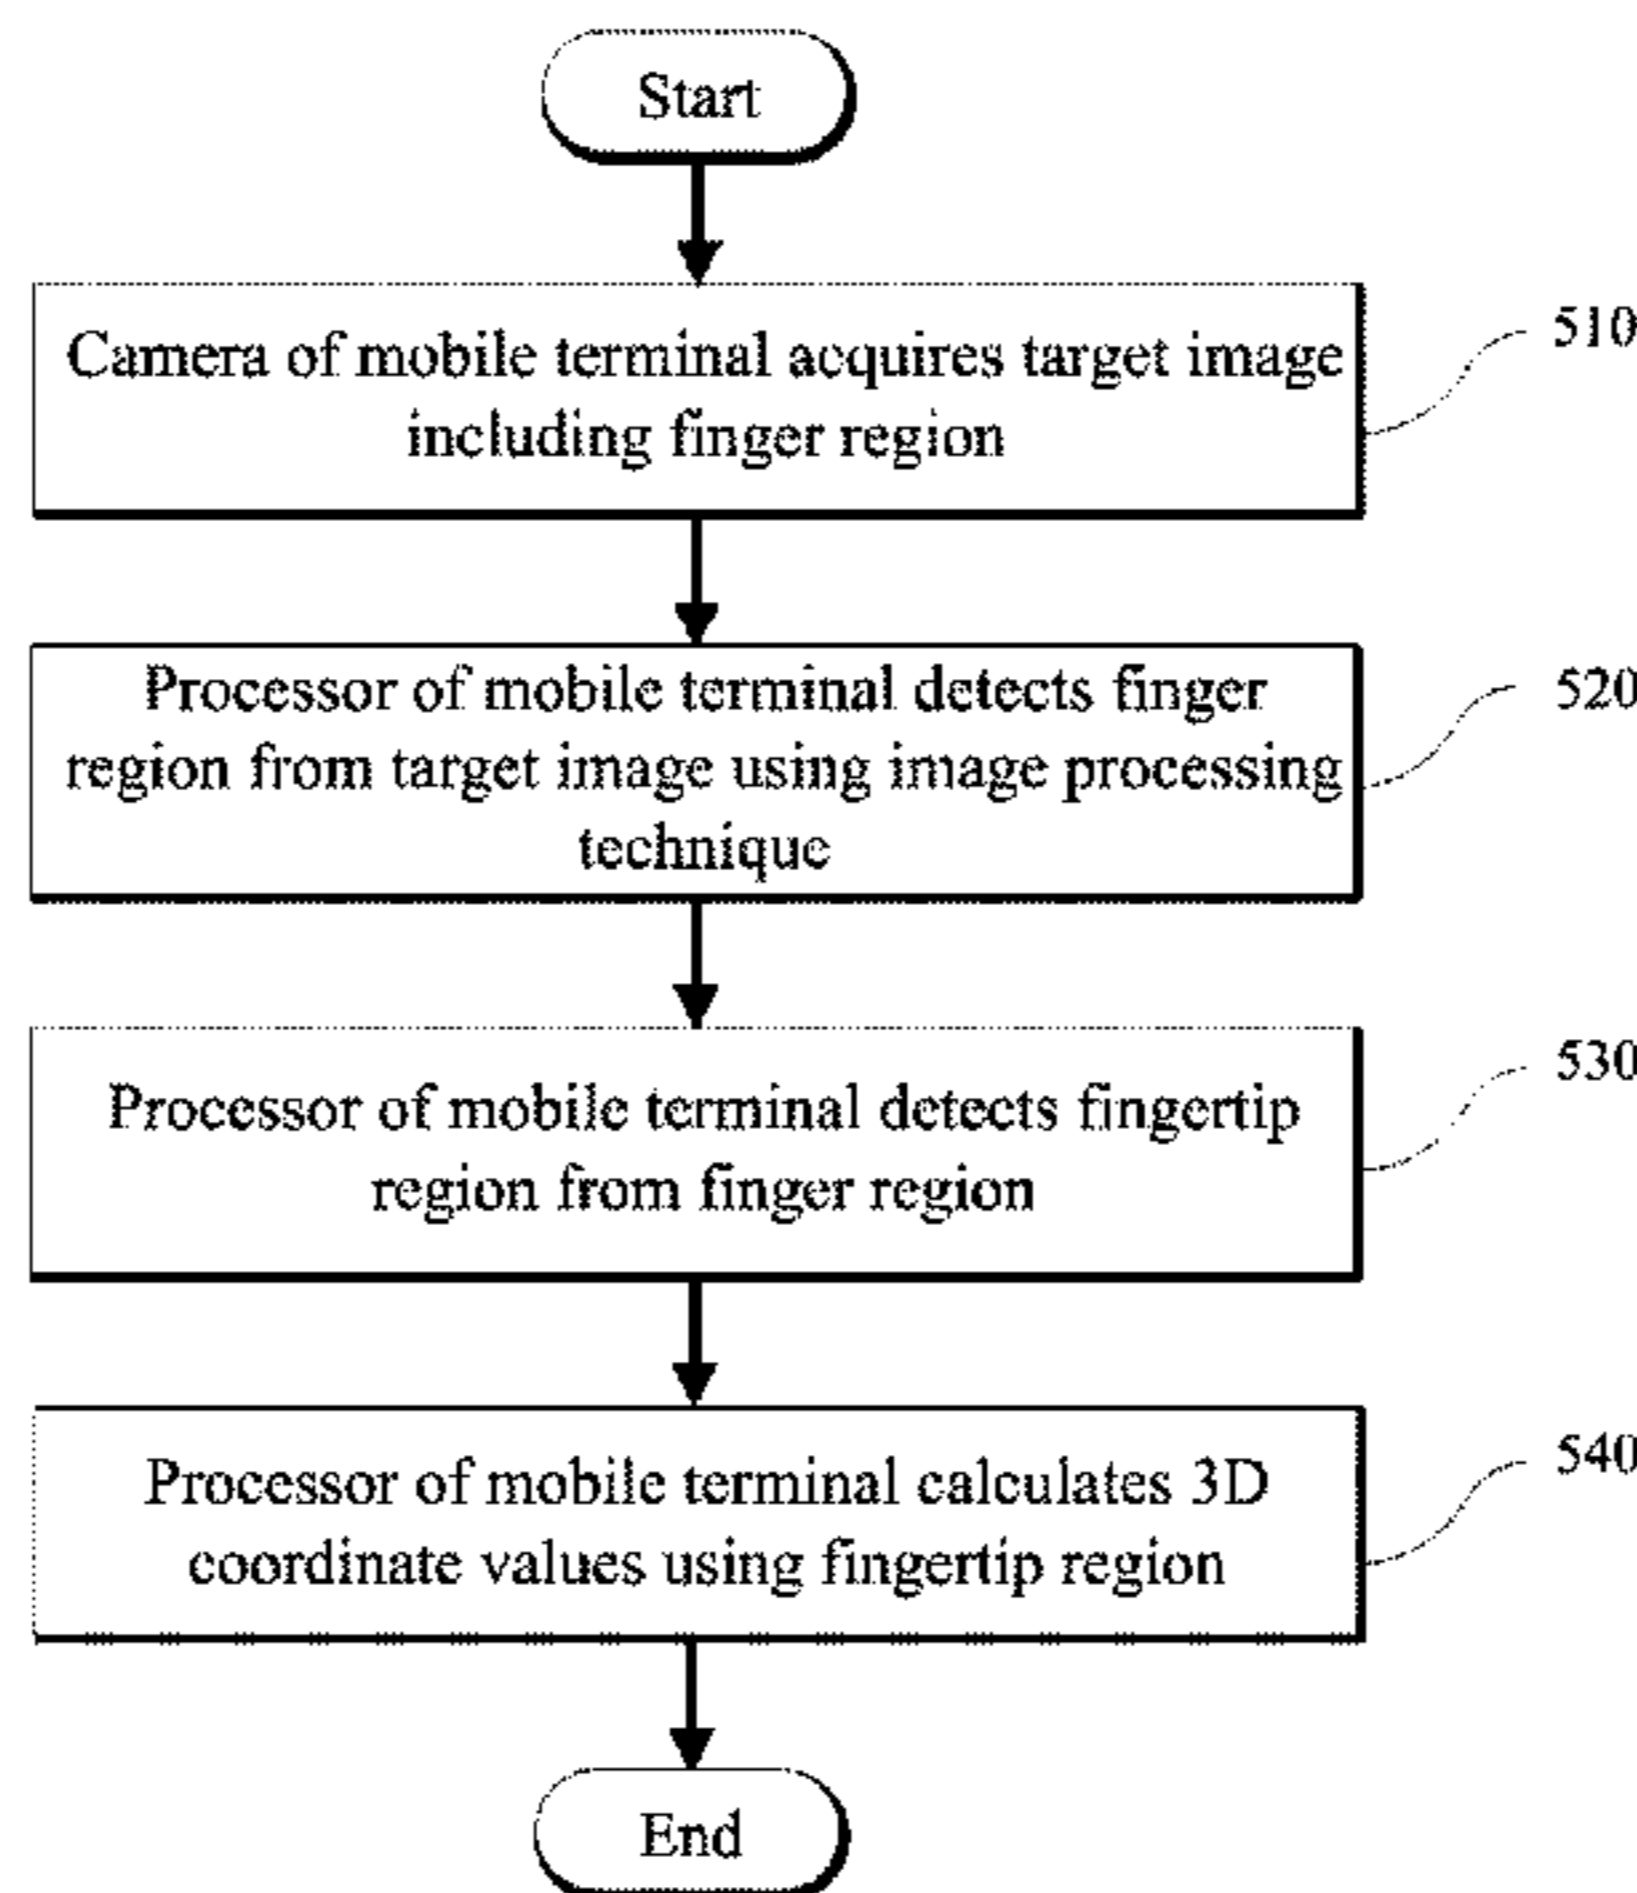 Start
Camera of mobile terminal acquires target image
including finger region
510
Processor of mobile terminal detects finger
region from target image using image processing
technique
520
Processor of mobile terminal detects fingertip
region from finger region
530
Processor of mobile terminal calculates 3D
coordinate values using fingertip region
540
End